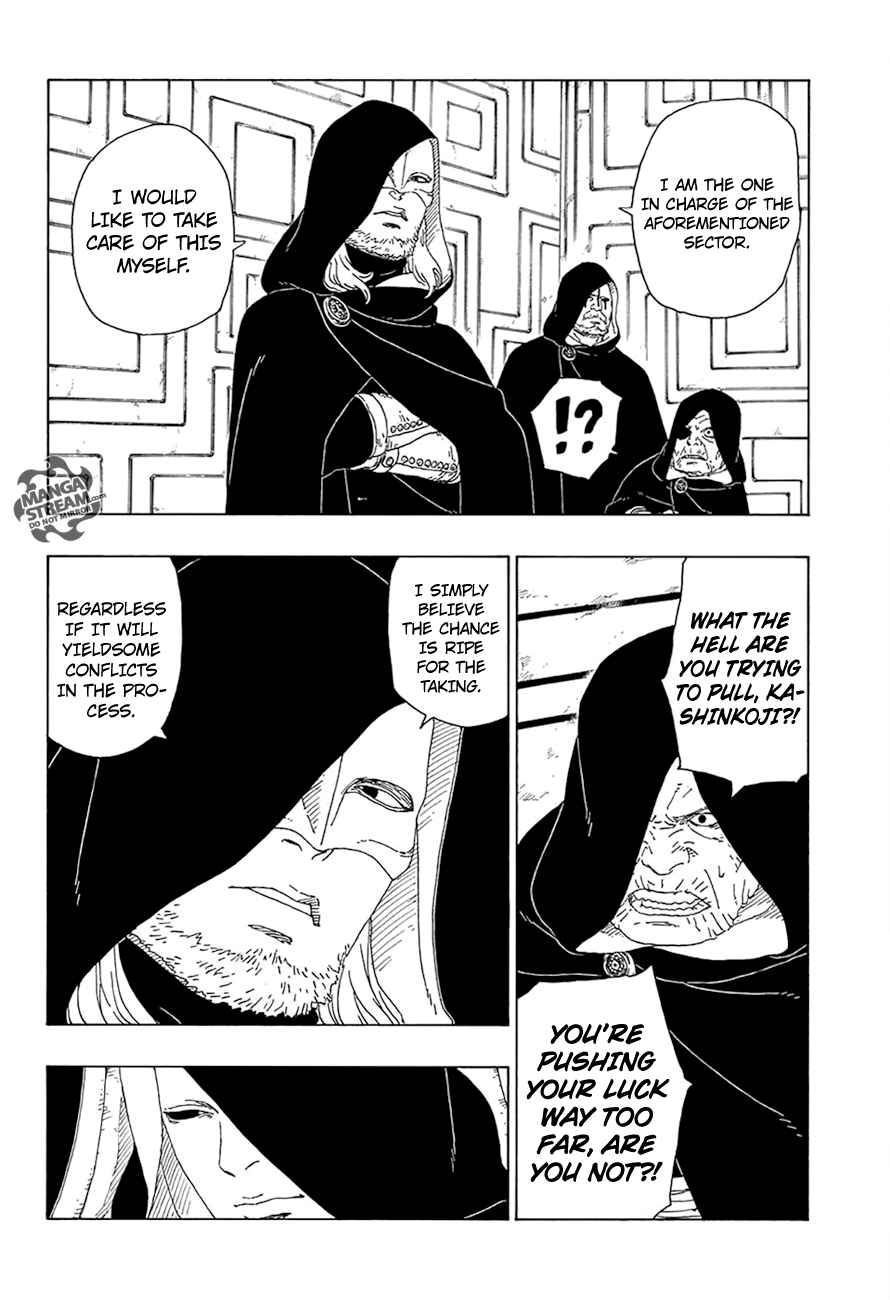 I AM THE ONE
IN CHARGE OF THE
AFOREMENTIONED
SECTOR.
I WOULD
LIKE TO TAKE
CARE OF THIS
MYSELF.
!?
MANGA
STREAM.com
DO NOT MIRROR
WHAT THE
HELL ARE
YOU TRYING
TO PULL, KA-
SHINKOJI?!
YOU'RE
PUSHING
YOUR LUCK
WAY TOO
FAR, ARE
YOU NOT?!
I SIMPLY
BELIEVE
THE CHANCE
IS RIPE
FOR THE
TAKING.
REGARDLESS
IF IT WILL
YIELDSOME
CONFLICTS
IN THE PRO-
CESS.